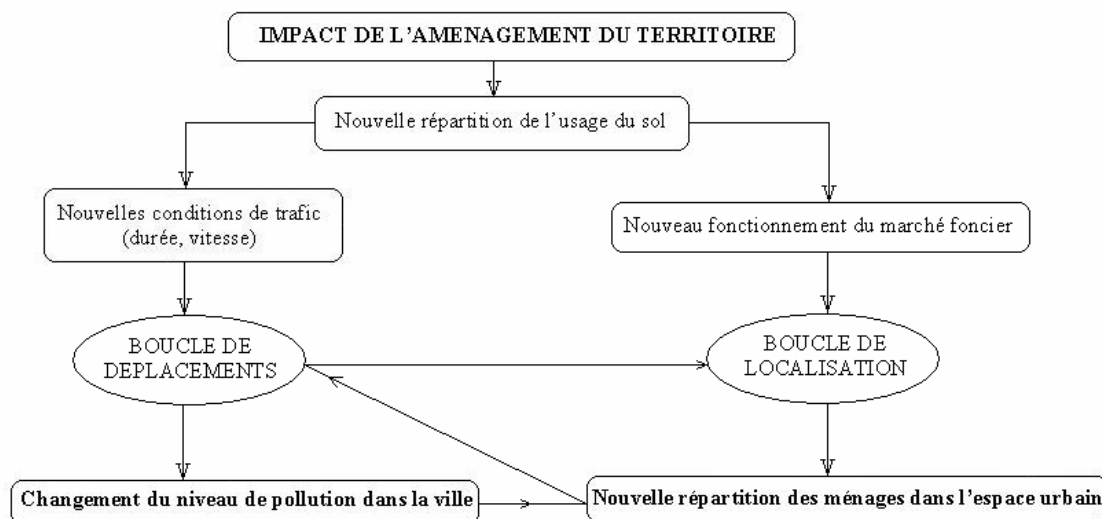 IMPACT DE L'AMENAGEMENT DU TERRITOIRE
Nouvelle répartition de l'usage du sol
Nouvelles conditions de trafic
(durée, vitesse)
Nouveau fonctionnement du marché foncier
BOUCLE DE
DEPLACEMENTS
BOUCLE DE
LOCALISATION
Changement du niveau de pollution dans la ville
Nouvelle répartition des ménages dans l'espace urbain